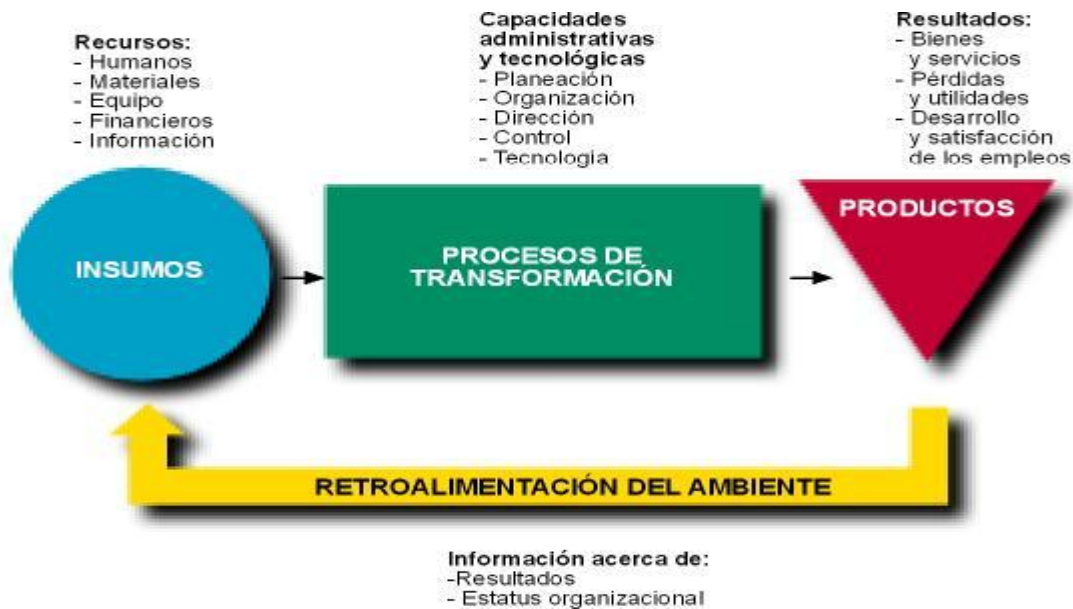 Recursos:
- Humanos
- Materiales
- Equipo
- Financieros
- Información
Capacidades
administrativas
y tecnológicas
- Planeación
- Organización
- Dirección
- Control
- Tecnologia
Resultados:
- Bienes
y servicios
- Pérdidas
y utilidades
- Desarrollo
y satisfacción
de los empleos
INSUMOS
PROCESOS DE
TRANSFORMACIÓN
PRODUCTOS
RETROALIMENTACIÓN DEL AMBIENTE
Información acerca de:
-Resultados
- Estatus organizacional